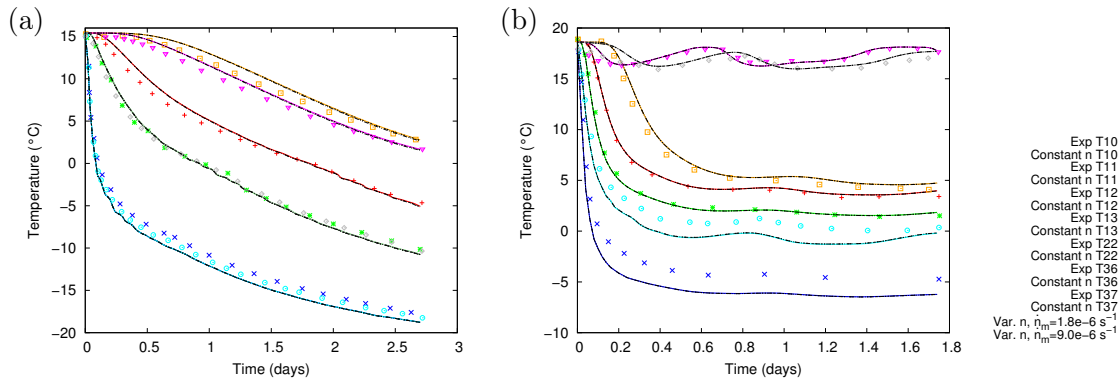 (a)
Temperature (°C)
15
10
5
0
−5
−10
−15
−20
0
0.5
1
1.5
2
2.5
3
Time (days)
(b)
Temperature (°C)
20
15
10
5
0
−5
−10
0
0.2
0.4
0.6
0.8
1
1.2
1.4
1.6
1.8
Time (days)
Exp T10
Constant n T10
Exp T11
Constant n T11
Exp T12
Constant n T12
Exp T13
Constant n T13
Exp T22
Constant n T22
Exp T36
Constant n T36
Exp T37
Constant n T37
Var. n, ṅm=1.8e−6 s−1
Var. n, ṅm=9.0e−6 s−1